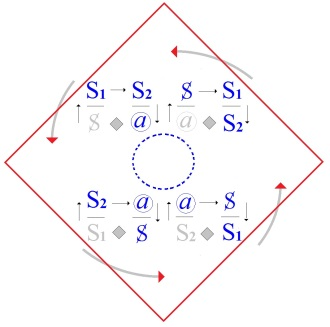 S1 → S2 $ → S1
$ ◆ a a ◆ S2
S2 → a a → $
S1 ◆ $ S2 ◆ S1